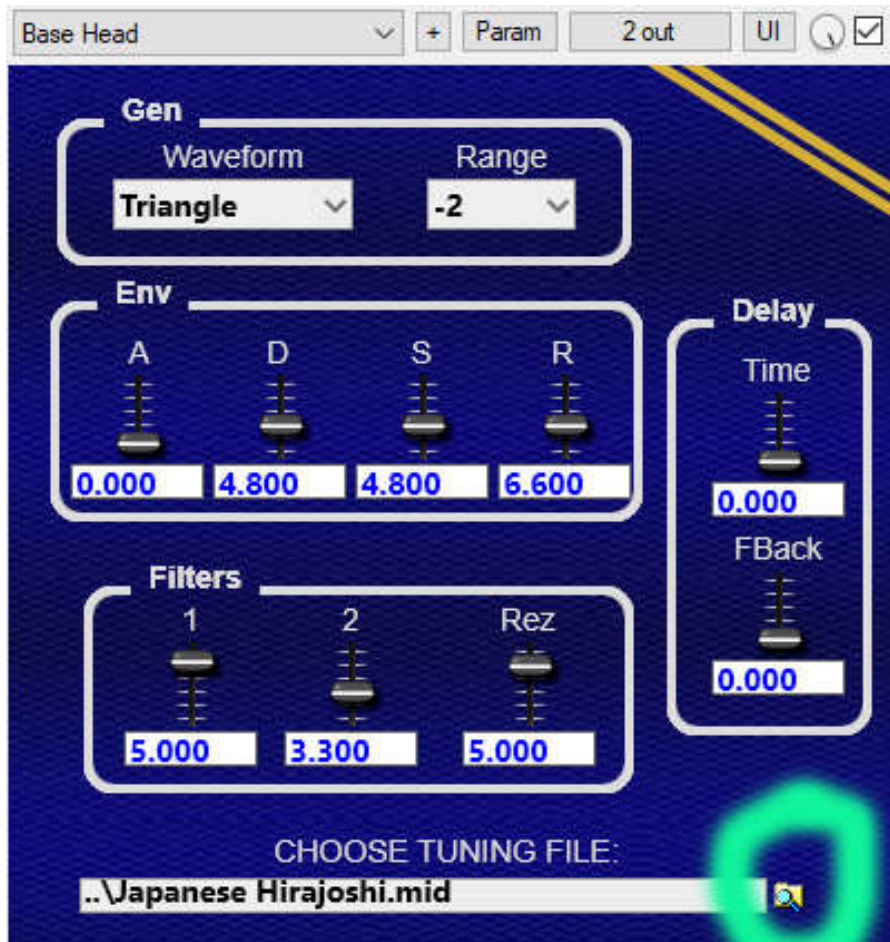 Base Head + Param 2 out UI
Gen
Waveform Range
Triangle -2
Env
A D S R
0.000 4.800 4.800 6.600
Delay
Time
0.000
FBack
0.000
Filters
1 2 Rez
5.000 3.300 5.000
CHOOSE TUNING FILE:
..\Japanese Hirajoshi.mid